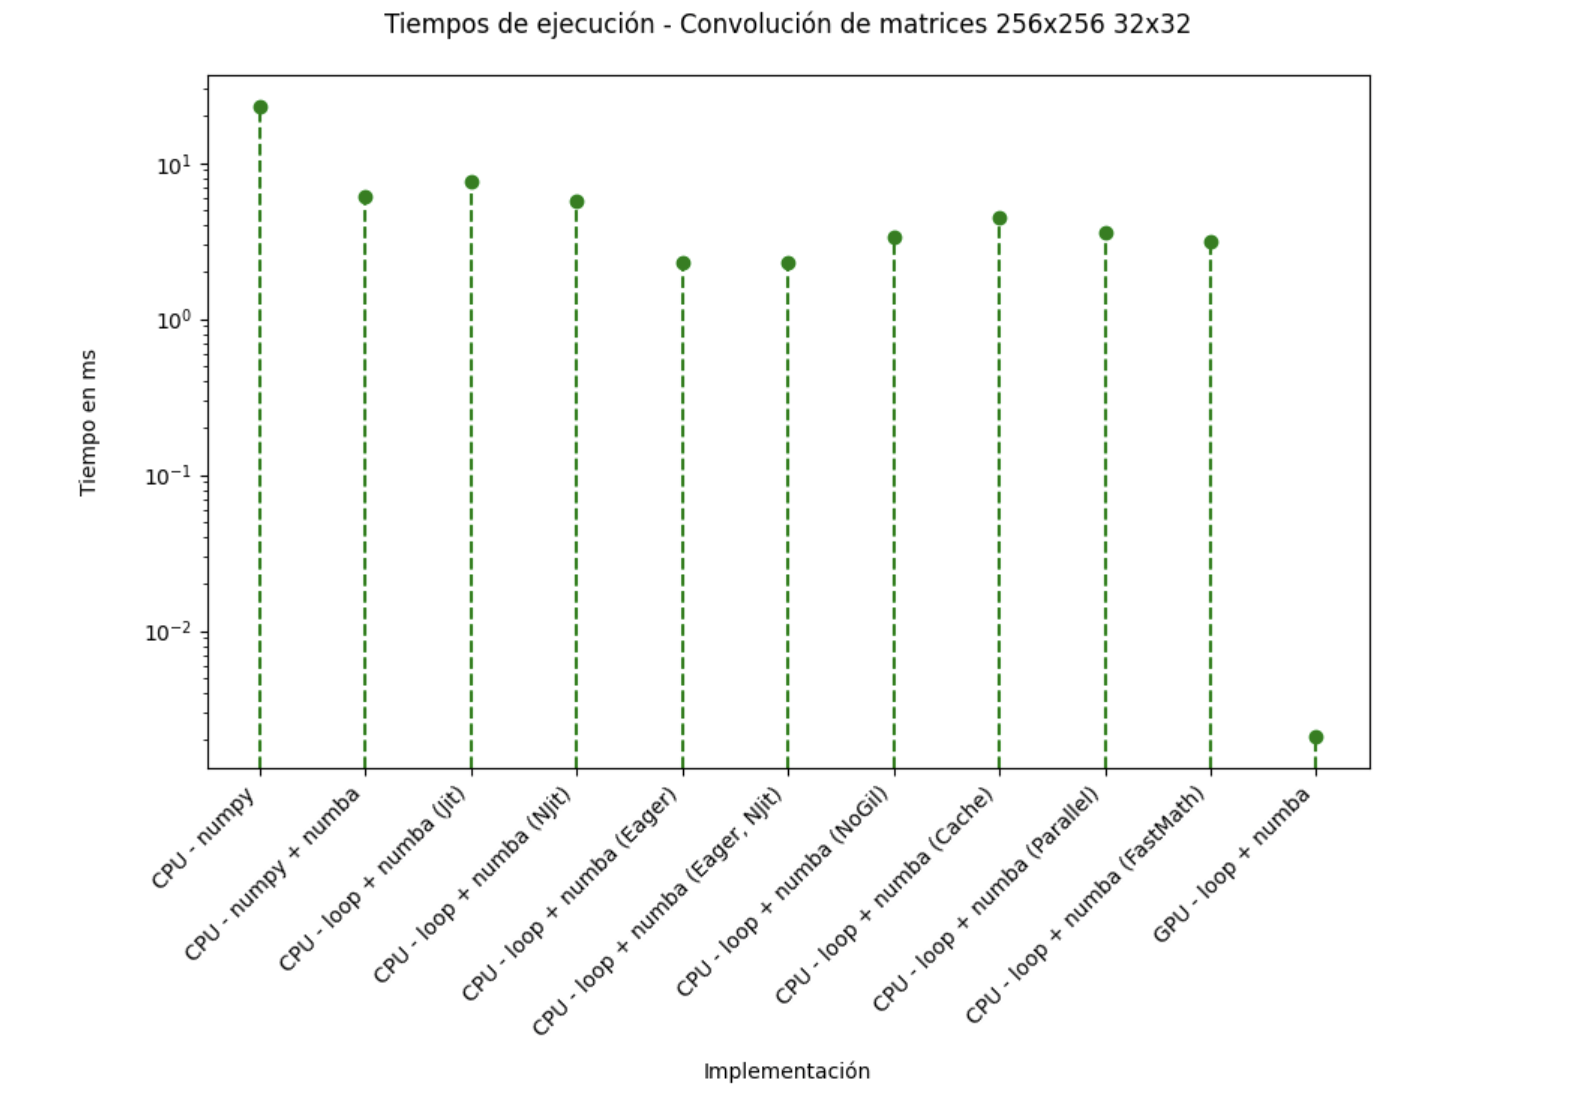 Tiempos de ejecución - Convolución de matrices 256x256 32x32
Tiempo en ms
10¹
10⁰
10⁻¹
10⁻²
CPU - numpy
CPU - numpy + numba
CPU - loop + numba (Jit)
CPU - loop + numba (NJit)
CPU - loop + numba (Eager)
CPU - loop + numba (Eager, NJit)
CPU - loop + numba (NoGil)
CPU - loop + numba (Cache)
CPU - loop + numba (Parallel)
CPU - loop + numba (FastMath)
GPU - loop + numba
Implementación